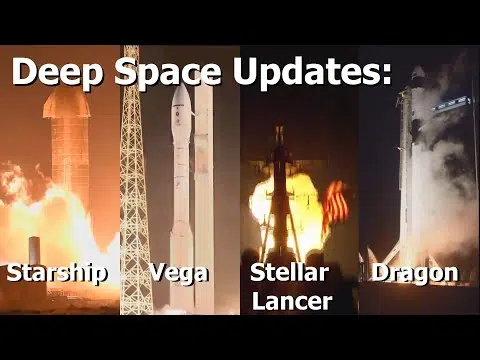 Deep Space Updates:
Starship
Vega
Stellar
Lancer
Dragon